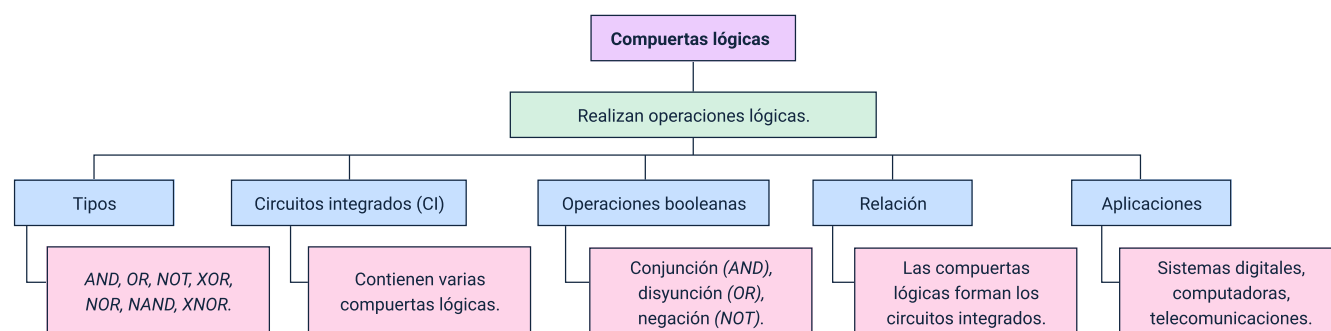 Compuertas lógicas
Realizan operaciones lógicas.
Tipos
Circuitos integrados (CI)
Operaciones booleanas
Relación
Aplicaciones
AND, OR, NOT, XOR,
NOR, NAND, XNOR.
Contienen varias
compuertas lógicas.
Conjunción (AND),
disyunción (OR),
negación (NOT).
Las compuertas
lógicas forman los
circuitos integrados.
Sistemas digitales,
computadoras,
telecomunicaciones.